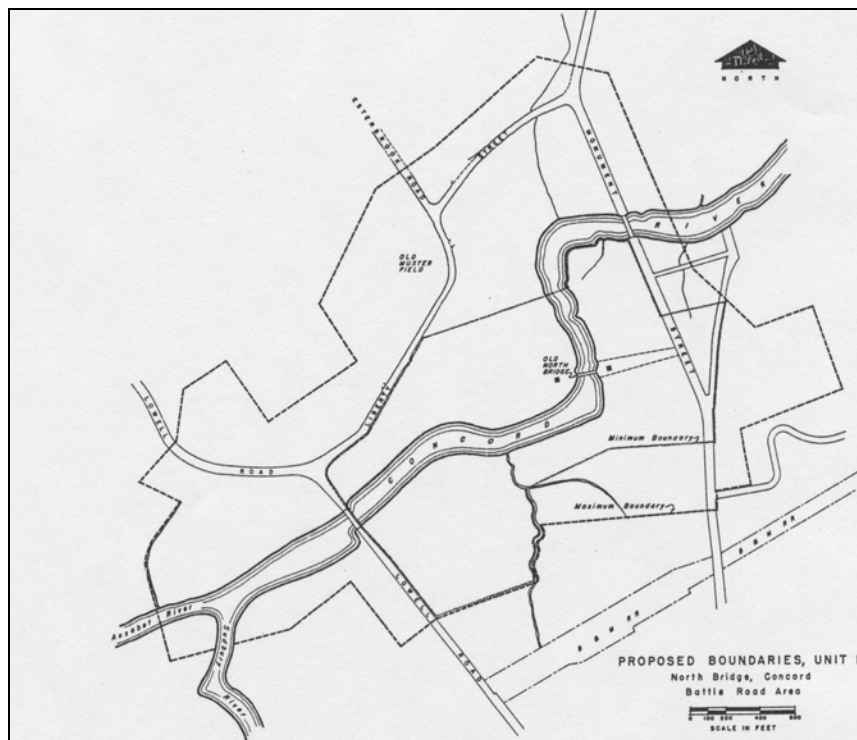 NORTH
ESTERBROOK ROAD
STREET
MONUMENT
RIVER
OLD
MUSTER
FIELD
OLD
NORTH
BRIDGE
STREET
LIBERTY
LOWELL
ROAD
CONCORD
Minimum Boundary
Maximum Boundary
B & M RR
B & M RR
LOWELL
ROAD
Assabet River
Sudbury
River
PROPOSED BOUNDARIES, UNIT
North Bridge, Concord
Battle Road Area
0 100 200 400 600
SCALE IN FEET